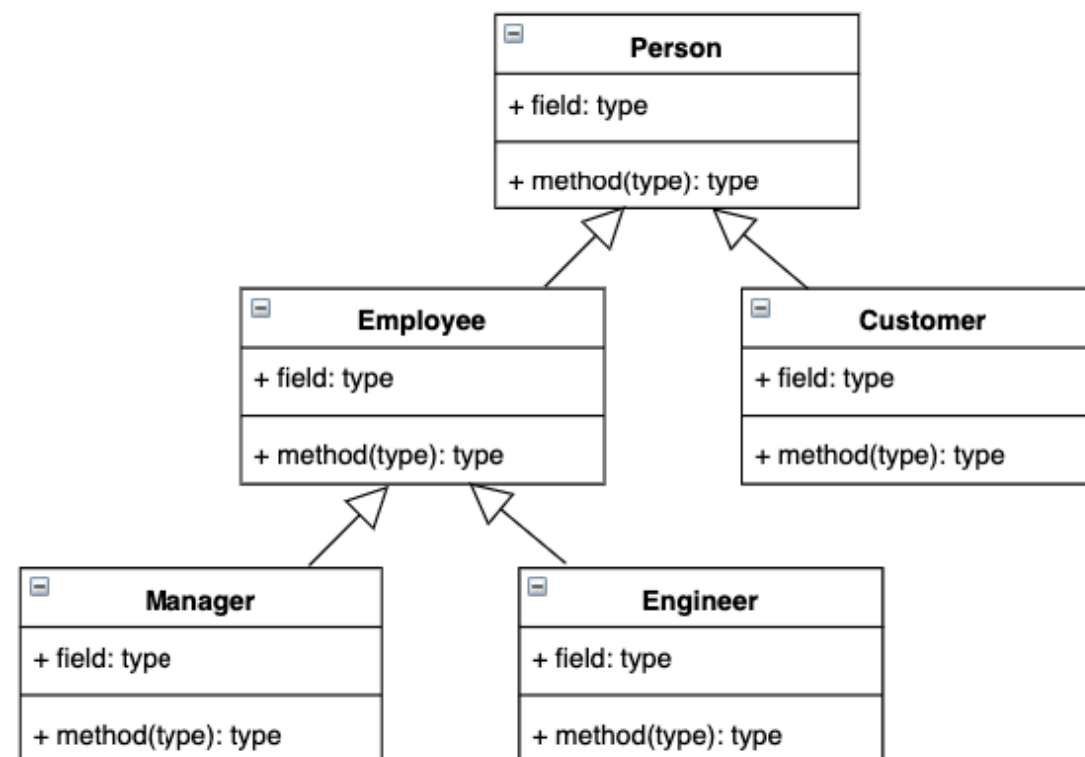 Person
+ field: type
+ method(type): type
Employee
+ field: type
+ method(type): type
Customer
+ field: type
+ method(type): type
Manager
+ field: type
+ method(type): type
Engineer
+ field: type
+ method(type): type